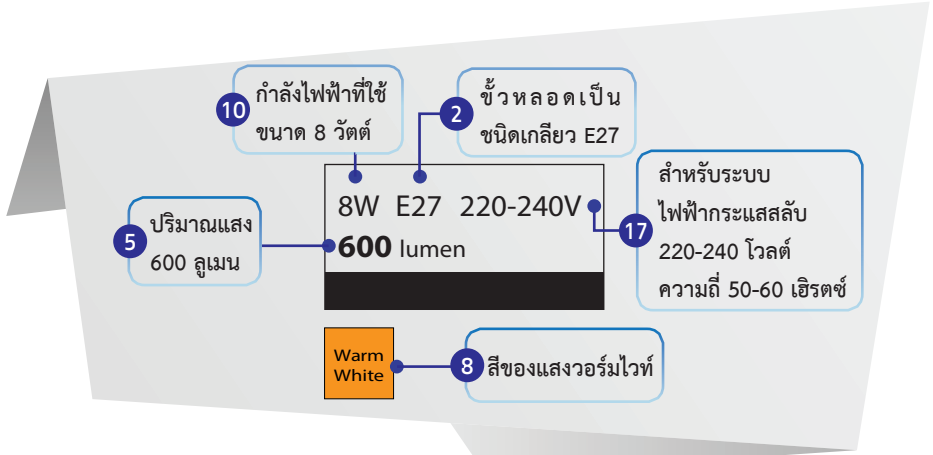 10
กำลังไฟฟ้าที่ใช้
ขนาด 8 วัตต์
2
ขั้วหลอดเป็น
ชนิดเกลียว E27
5
ปริมาณแสง
600 ลูเมน
8W E27 220-240V
600 lumen
17
สำหรับระบบ
ไฟฟ้ากระแสสลับ
220-240 โวลต์
ความถี่ 50-60 เฮิรตซ์
Warm
White
8
สีของแสงวอร์มไวท์